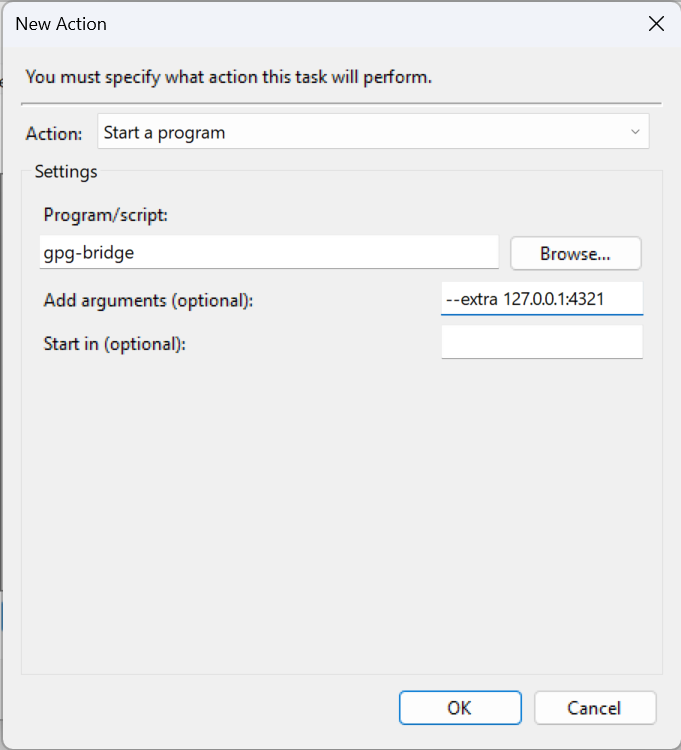 New Action
You must specify what action this task will perform.
Action: Start a program
Settings
Program/script:
gpg-bridge Browse...
Add arguments (optional): --extra 127.0.0.1:4321
Start in (optional):
OK Cancel